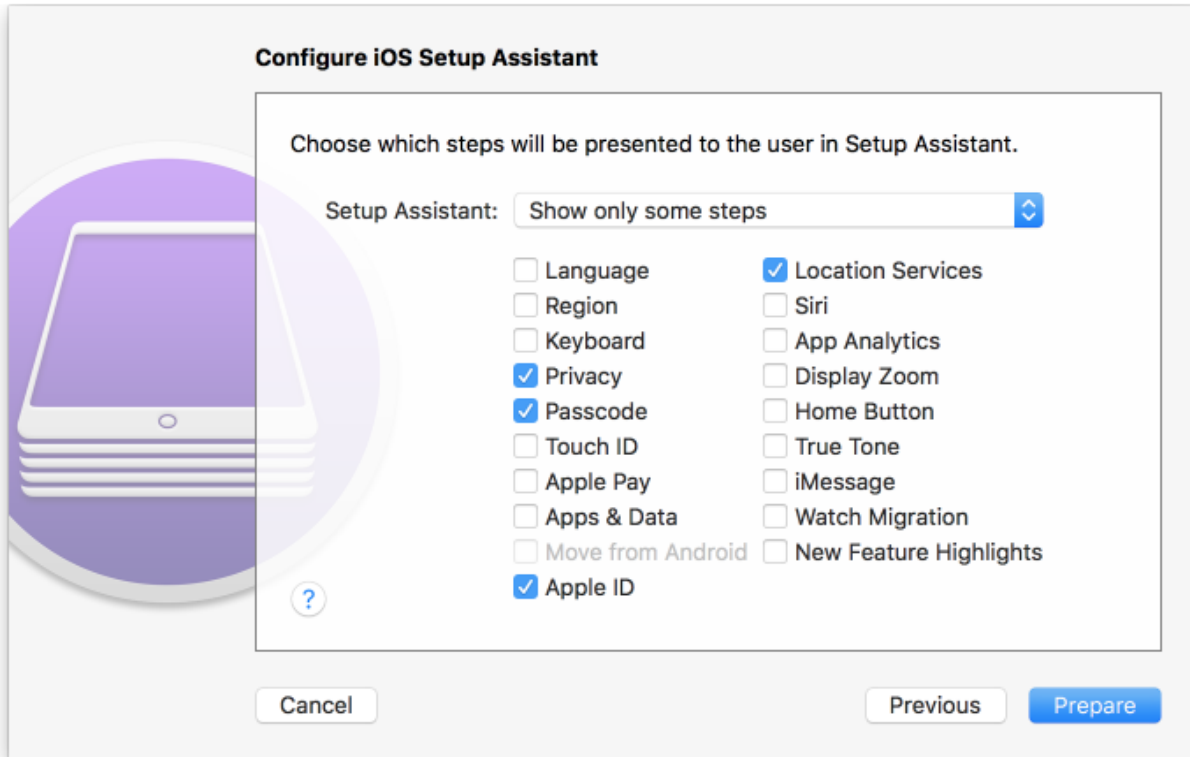 Configure iOS Setup Assistant
Choose which steps will be presented to the user in Setup Assistant.
Setup Assistant: Show only some steps
Language
Region
Keyboard
Privacy
Passcode
Touch ID
Apple Pay
Apps & Data
Move from Android
Apple ID
Location Services
Siri
App Analytics
Display Zoom
Home Button
True Tone
iMessage
Watch Migration
New Feature Highlights
?
Cancel
Previous
Prepare